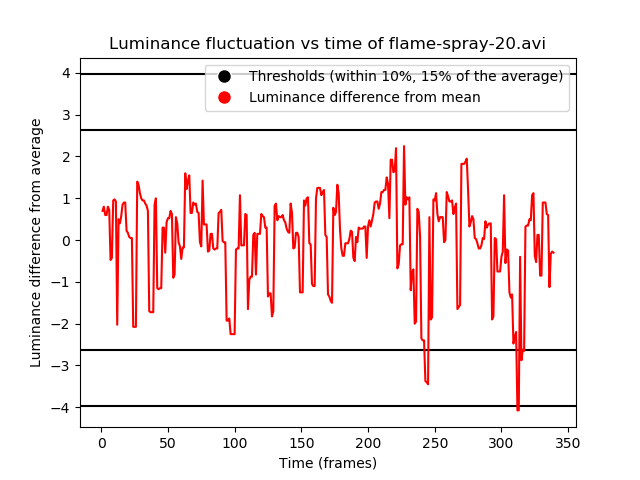 Luminance fluctuation vs time of flame-spray-20.avi
Thresholds (within 10%, 15% of the average)
Luminance difference from mean
Luminance difference from average
4
3
2
1
0
−1
−2
−3
−4
0 50 100 150 200 250 300 350
Time (frames)